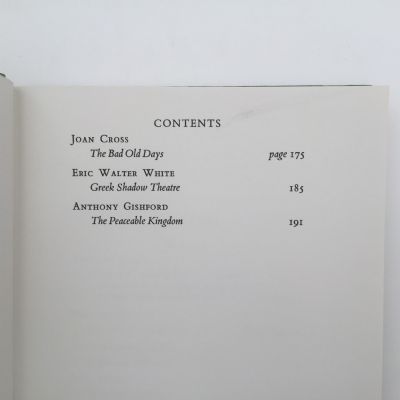 CONTENTS
JOAN CROSS
The Bad Old Days page 175
ERIC WALTER WHITE
Greek Shadow Theatre 185
ANTHONY GISHFORD
The Peaceable Kingdom 191